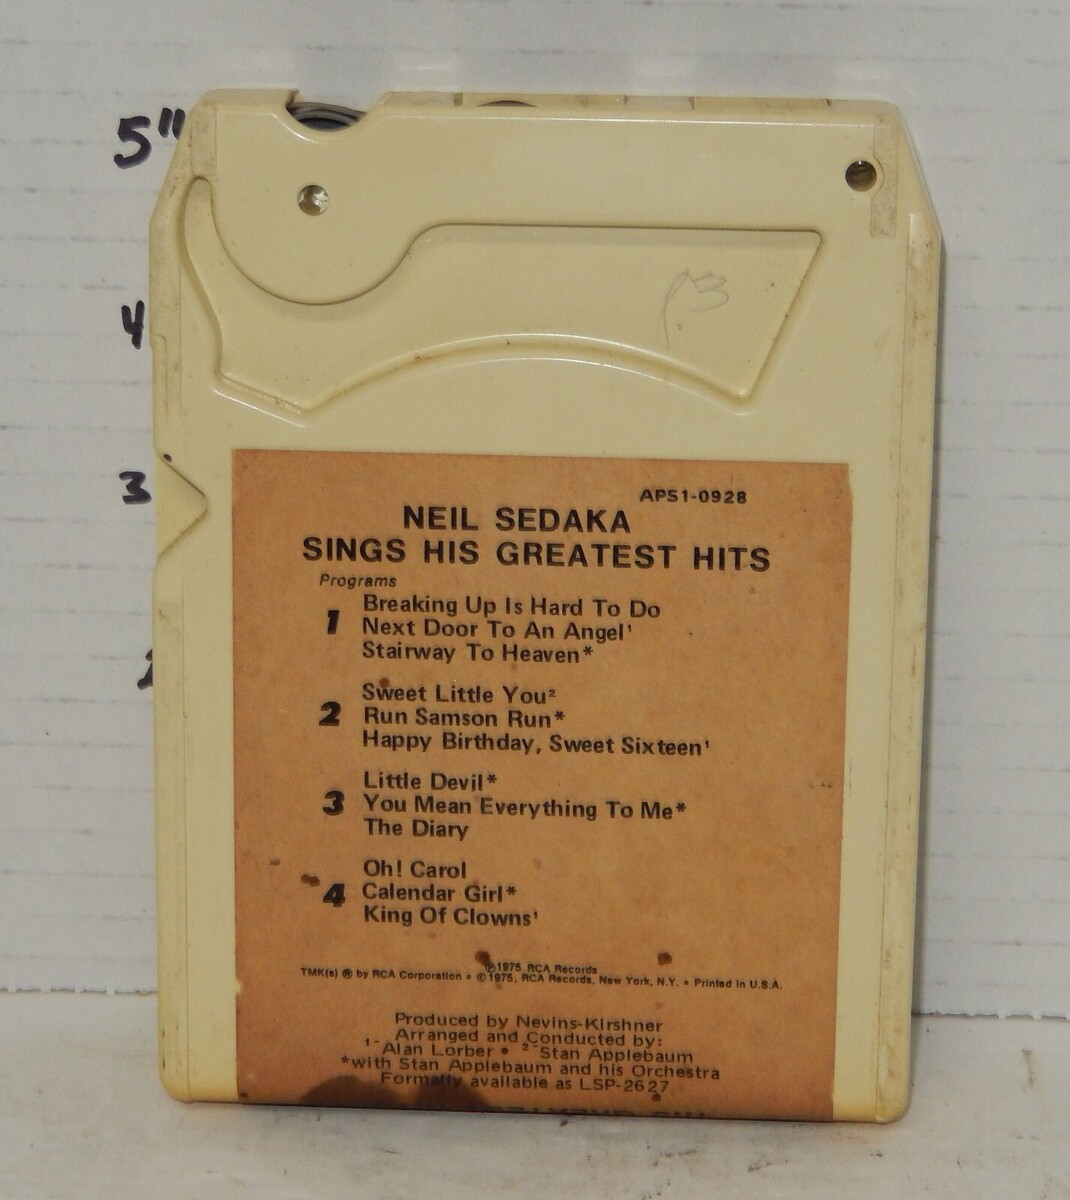 5"
4
3
APS1-0928
NEIL SEDAKA
SINGS HIS GREATEST HITS
Programs
1
Breaking Up Is Hard To Do
Next Door To An Angel¹
Stairway To Heaven*
2
Sweet Little You²
Run Samson Run*
Happy Birthday, Sweet Sixteen¹
3
Little Devil*
You Mean Everything To Me*
The Diary
4
Oh! Carol
Calendar Girl*
King Of Clowns¹
℗1975 RCA Records
TMK(s) ® by RCA Corporation • ©1975, RCA Records, New York, N.Y. • Printed in U.S.A.
Produced by Nevins-Kirshner
Arranged and Conducted by:
1- Alan Lorber • 2- Stan Applebaum
*with Stan Applebaum and his Orchestra
Formally available as LSP-2627